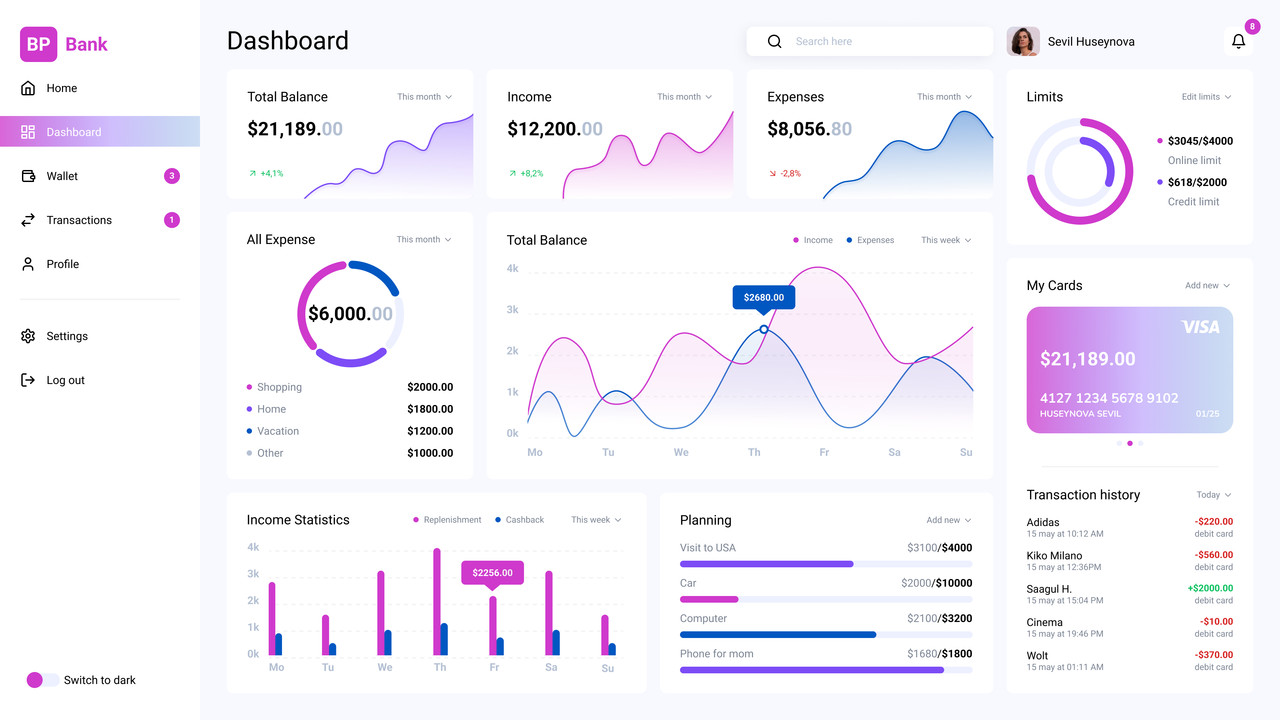 BP Bank
Home
Dashboard
Wallet 3
Transactions 1
Profile
Settings
Log out
Switch to dark
Dashboard
Search here
Sevil Huseynova
8
Total Balance This month
$21,189.00
+4,1%
Income This month
$12,200.00
+8,2%
Expenses This month
$8,056.80
-2,8%
Limits Edit limits
$3045/$4000
Online limit
$618/$2000
Credit limit
All Expense This month
$6,000.00
Shopping $2000.00
Home $1800.00
Vacation $1200.00
Other $1000.00
Total Balance Income Expenses This week
4k
3k
2k
1k
0k
$2680.00
Mo Tu We Th Fr Sa Su
My Cards Add new
VISA
$21,189.00
4127 1234 5678 9102
HUSEYNOVA SEVIL 01/25
Income Statistics Replenishment Cashback This week
4k
3k
2k
1k
0k
$2256.00
Mo Tu We Th Fr Sa Su
Planning Add new
Visit to USA $3100/$4000
Car $2000/$10000
Computer $2100/$3200
Phone for mom $1680/$1800
Transaction history Today
Adidas -$220.00
15 may at 10:12 AM debit card
Kiko Milano -$560.00
15 may at 12:36PM debit card
Saagul H. +$2000.00
15 may at 15:04 PM debit card
Cinema -$10.00
15 may at 19:46 PM debit card
Wolt -$370.00
15 may at 01:11 AM debit card